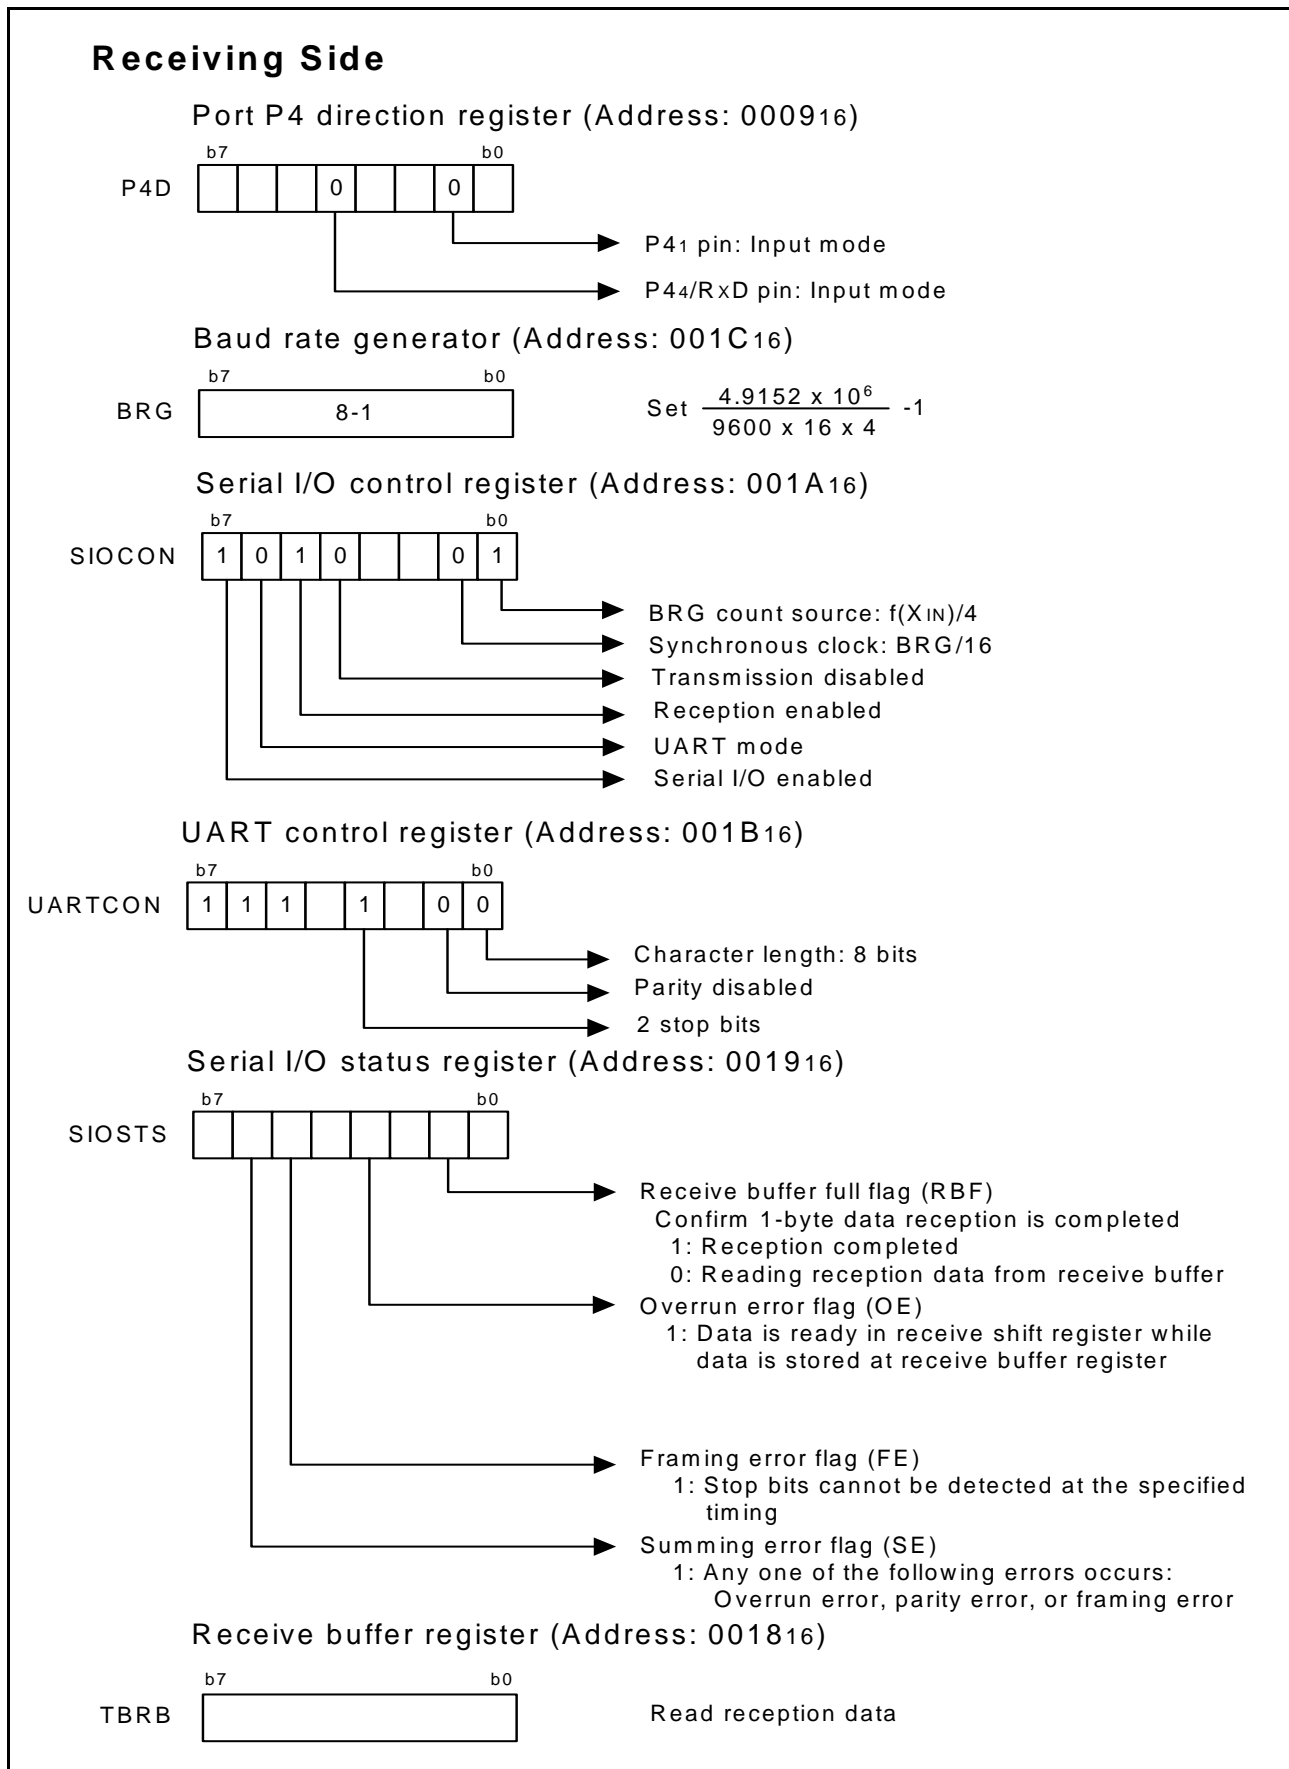 Receiving Side
Port P4 direction register (Address: 000916)
b7 b0
P4D 0 0
P41 pin: Input mode
P44/RxD pin: Input mode
Baud rate generator (Address: 001C16)
b7 b0
BRG 8-1
Set 4.9152 x 10⁶ / 9600 x 16 x 4 -1
Serial I/O control register (Address: 001A16)
b7 b0
SIOCON 1 0 1 0 0 1
BRG count source: f(XIN)/4
Synchronous clock: BRG/16
Transmission disabled
Reception enabled
UART mode
Serial I/O enabled
UART control register (Address: 001B16)
b7 b0
UARTCON 1 1 1 1 0 0
Character length: 8 bits
Parity disabled
2 stop bits
Serial I/O status register (Address: 001916)
b7 b0
SIOSTS
Receive buffer full flag (RBF)
Confirm 1-byte data reception is completed
1: Reception completed
0: Reading reception data from receive buffer
Overrun error flag (OE)
1: Data is ready in receive shift register while
data is stored at receive buffer register
Framing error flag (FE)
1: Stop bits cannot be detected at the specified
timing
Summing error flag (SE)
1: Any one of the following errors occurs:
Overrun error, parity error, or framing error
Receive buffer register (Address: 001816)
b7 b0
TBRB
Read reception data